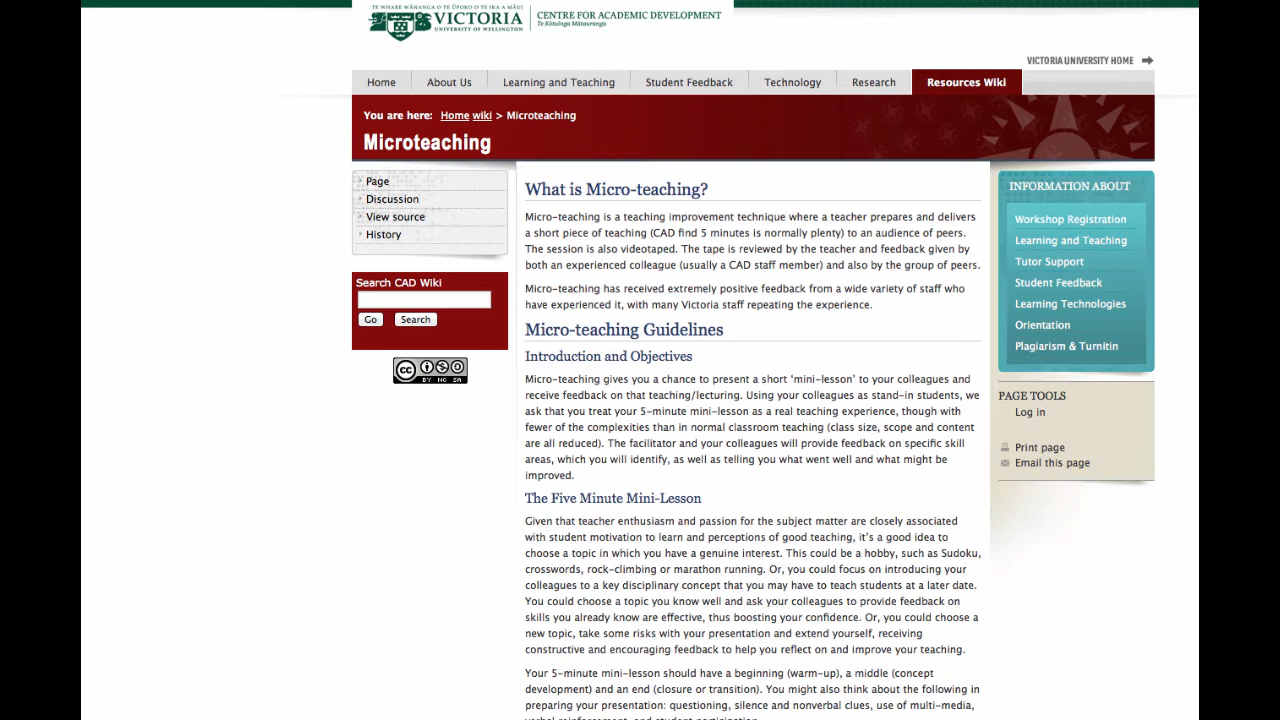 TE WHARE WĀNANGA O TE ŪPOKO O TE IKA A MĀUI
VICTORIA
UNIVERSITY OF WELLINGTON
CENTRE FOR ACADEMIC DEVELOPMENT
Te Kōtuinga Mātauranga
VICTORIA UNIVERSITY HOME
Home About Us Learning and Teaching Student Feedback Technology Research Resources Wiki
You are here: Home wiki > Microteaching
Microteaching
Page
Discussion
View source
History
Search CAD Wiki
Go Search
CC BY NC SA
What is Micro-teaching?
Micro-teaching is a teaching improvement technique where a teacher prepares and delivers
a short piece of teaching (CAD find 5 minutes is normally plenty) to an audience of peers.
The session is also videotaped. The tape is reviewed by the teacher and feedback given by
both an experienced colleague (usually a CAD staff member) and also by the group of peers.
Micro-teaching has received extremely positive feedback from a wide variety of staff who
have experienced it, with many Victoria staff repeating the experience.
Micro-teaching Guidelines
Introduction and Objectives
Micro-teaching gives you a chance to present a short ‘mini-lesson’ to your colleagues and
receive feedback on that teaching/lecturing. Using your colleagues as stand-in students, we
ask that you treat your 5-minute mini-lesson as a real teaching experience, though with
fewer of the complexities than in normal classroom teaching (class size, scope and content
are all reduced). The facilitator and your colleagues will provide feedback on specific skill
areas, which you will identify, as well as telling you what went well and what might be
improved.
The Five Minute Mini-Lesson
Given that teacher enthusiasm and passion for the subject matter are closely associated
with student motivation to learn and perceptions of good teaching, it’s a good idea to
choose a topic in which you have a genuine interest. This could be a hobby, such as Sudoku,
crosswords, rock-climbing or marathon running. Or, you could focus on introducing your
colleagues to a key disciplinary concept that you may have to teach students at a later date.
You could choose a topic you know well and ask your colleagues to provide feedback on
skills you already know are effective, thus boosting your confidence. Or, you could choose a
new topic, take some risks with your presentation and extend yourself, receiving
constructive and encouraging feedback to help you reflect on and improve your teaching.
Your 5-minute mini-lesson should have a beginning (warm-up), a middle (concept
development) and an end (closure or transition). You might also think about the following in
preparing your presentation: questioning, silence and nonverbal clues, use of multi-media,
verbal reinforcement, and student participation.
INFORMATION ABOUT
Workshop Registration
Learning and Teaching
Tutor Support
Student Feedback
Learning Technologies
Orientation
Plagiarism & Turnitin
PAGE TOOLS
Log in
Print page
Email this page